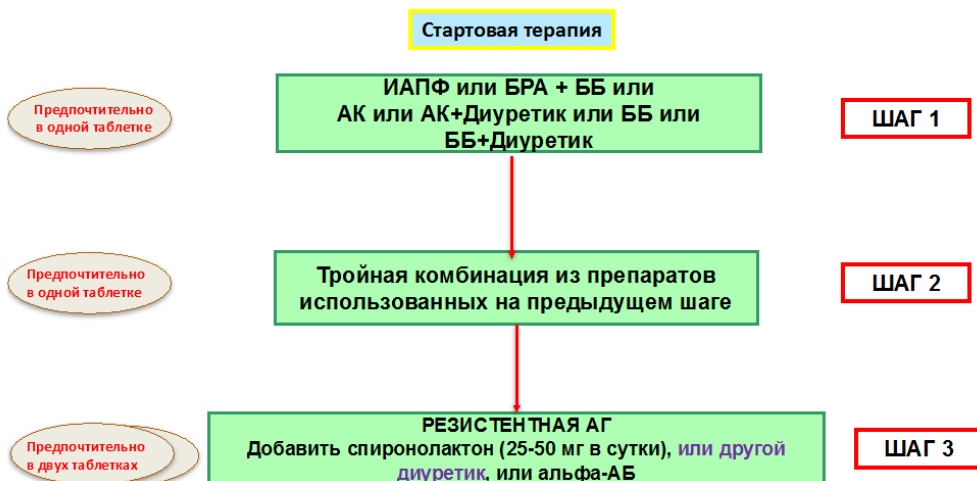 Стартовая терапия
Предпочтительно
в одной таблетке
ИАПФ или БРА + ББ или
АК или АК+Диуретик или ББ или
ББ+Диуретик
ШАГ 1
Предпочтительно
в одной таблетке
Тройная комбинация из препаратов
использованных на предыдущем шаге
ШАГ 2
Предпочтительно
в двух таблетках
РЕЗИСТЕНТНАЯ АГ
Добавить спиронолактон (25-50 мг в сутки), или другой
диуретик, или альфа-АБ
ШАГ 3